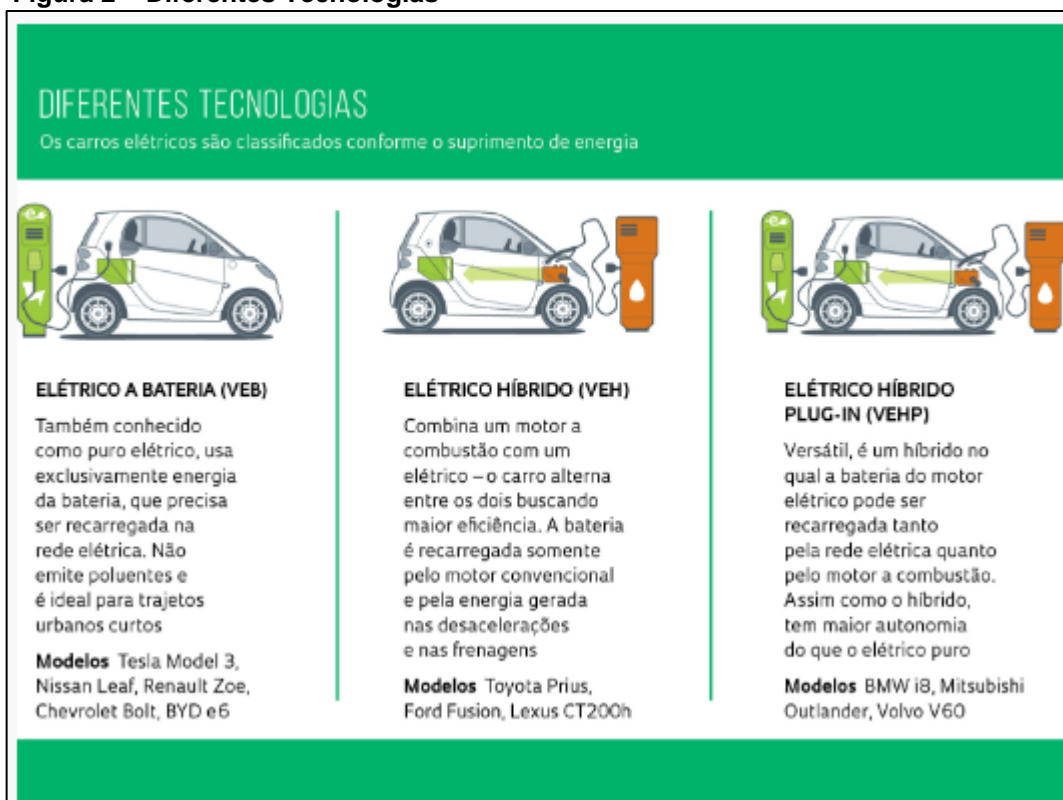 Figura 2 – Diferentes Tecnologias
DIFERENTES TECNOLOGIAS
Os carros elétricos são classificados conforme o suprimento de energia
ELÉTRICO A BATERIA (VEB)
Também conhecido
como puro elétrico, usa
exclusivamente energia
da bateria, que precisa
ser recarregada na
rede elétrica. Não
emite poluentes e
é ideal para trajetos
urbanos curtos
Modelos Tesla Model 3,
Nissan Leaf, Renault Zoe,
Chevrolet Bolt, BYD e6
ELÉTRICO HÍBRIDO (VEH)
Combina um motor a
combustão com um
elétrico – o carro alterna
entre os dois buscando
maior eficiência. A bateria
é recarregada somente
pelo motor convencional
e pela energia gerada
nas desacelerações
e nas frenagens
Modelos Toyota Prius,
Ford Fusion, Lexus CT200h
ELÉTRICO HÍBRIDO
PLUG-IN (VEHP)
Versátil, é um híbrido no
qual a bateria do motor
elétrico pode ser
recarregada tanto
pela rede elétrica quanto
pelo motor a combustão.
Assim como o híbrido,
tem maior autonomia
do que o elétrico puro
Modelos BMW i8, Mitsubishi
Outlander, Volvo V60